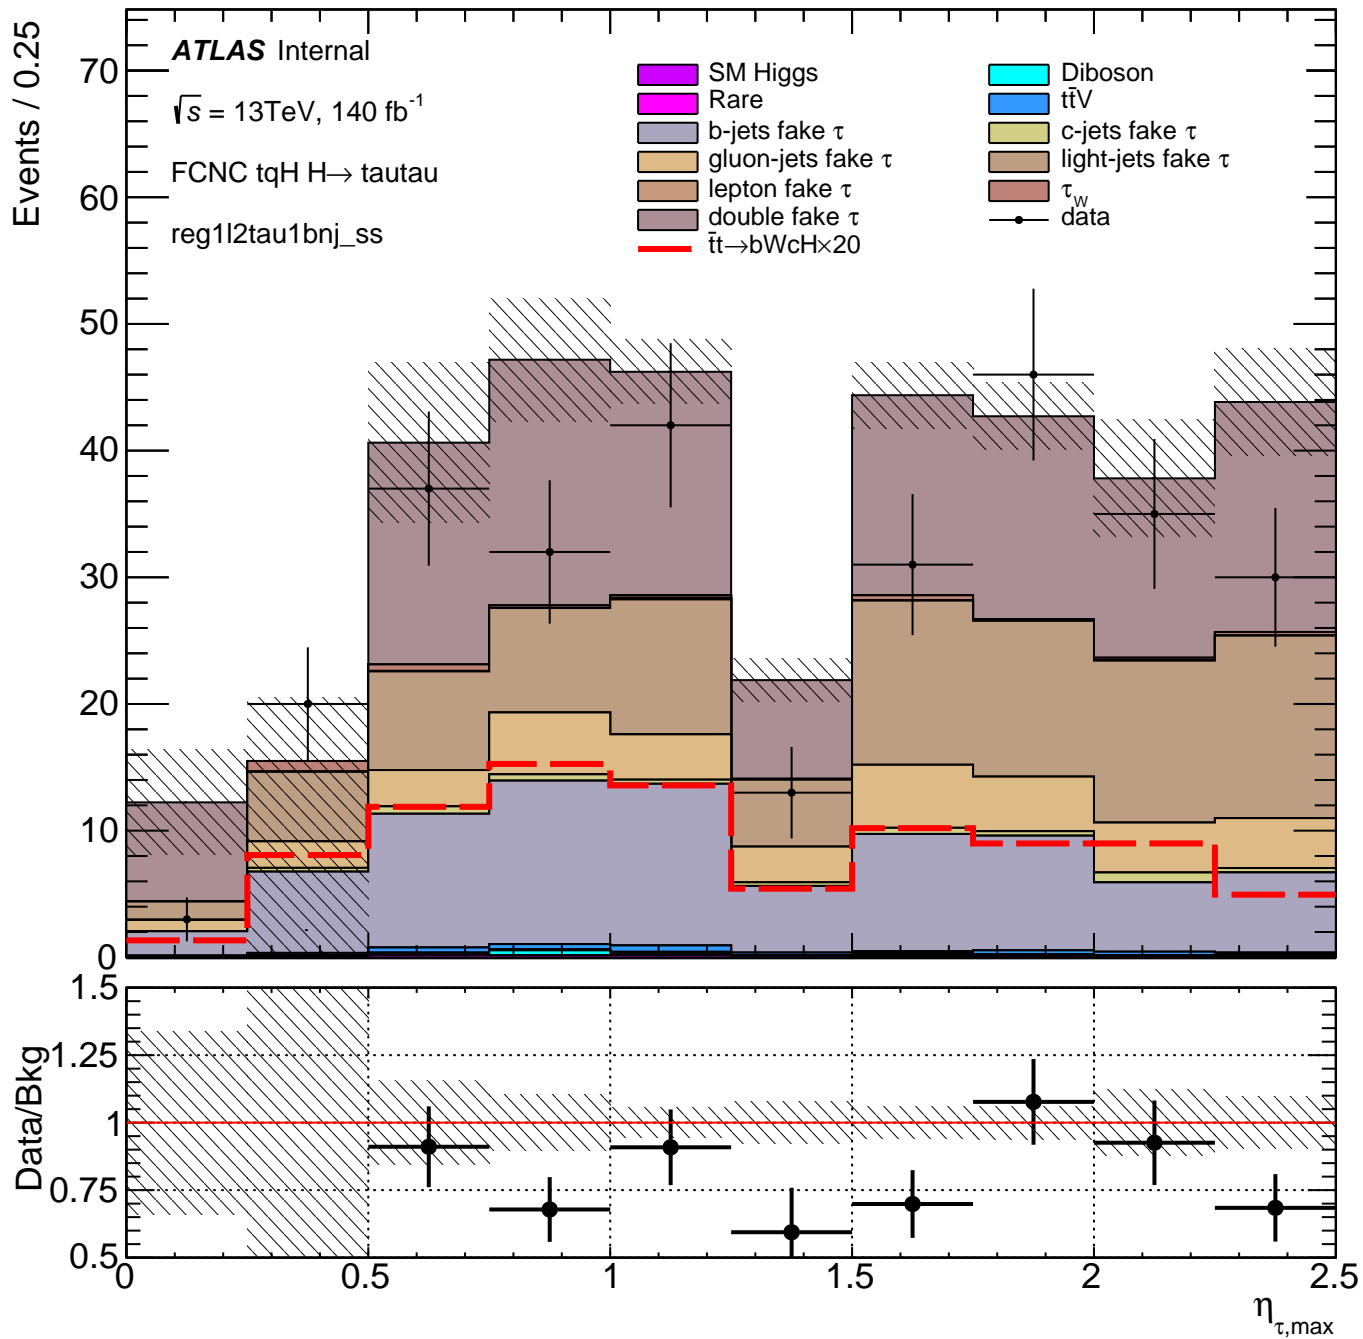 Events / 0.25
ATLAS Internal
√s = 13TeV, 140 fb⁻¹
FCNC tqH H→ tautau
reg1l2tau1bnj_ss
SM Higgs
Diboson
Rare
tt̄V
b-jets fake τ
c-jets fake τ
gluon-jets fake τ
light-jets fake τ
lepton fake τ
τ_W
double fake τ
data
t̄t→bWcH×20
70
60
50
40
30
20
10
0
Data/Bkg
1.5
1.25
1
0.75
0.5
0 0.5 1 1.5 2 2.5
η_τ,max